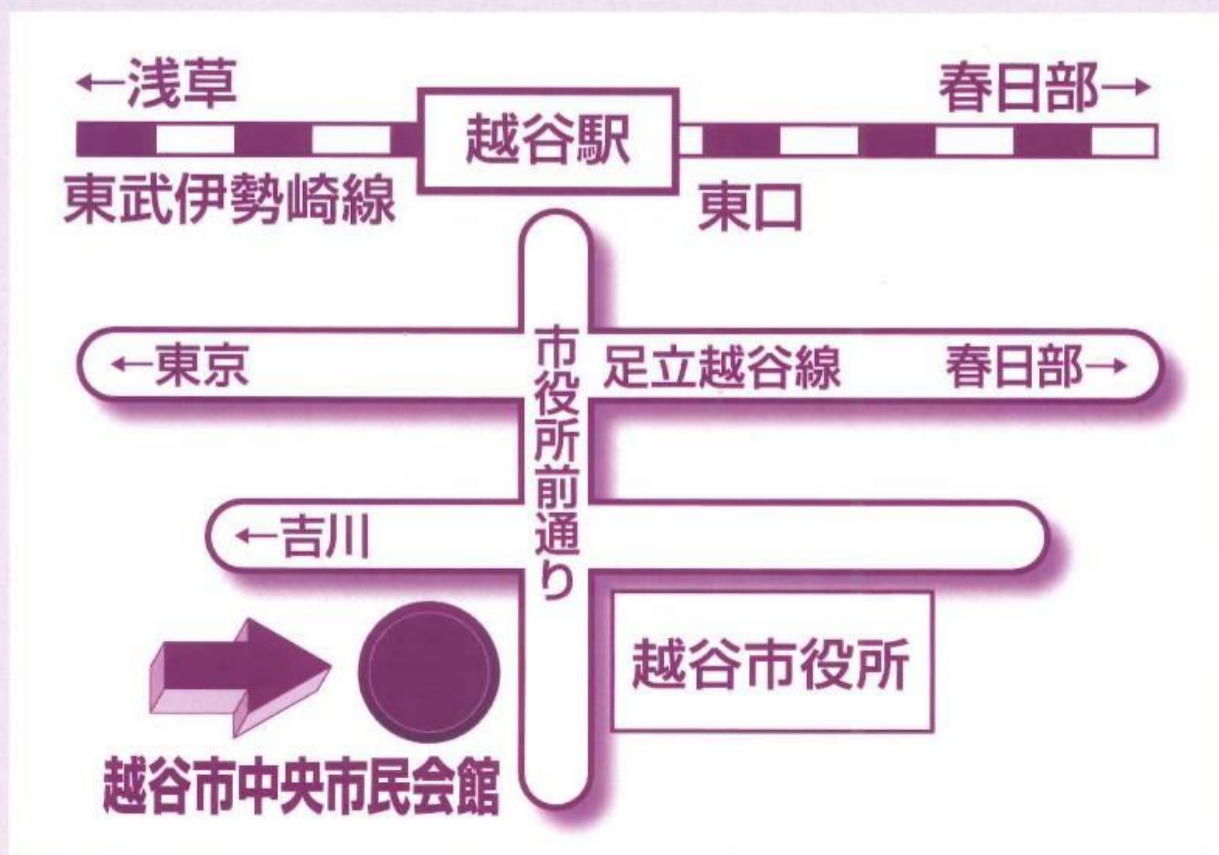 ←浅草
春日部→
越谷駅
東武伊勢崎線
東口
←東京
足立越谷線
春日部→
市役所前通り
←吉川
越谷市役所
越谷市中央市民会館